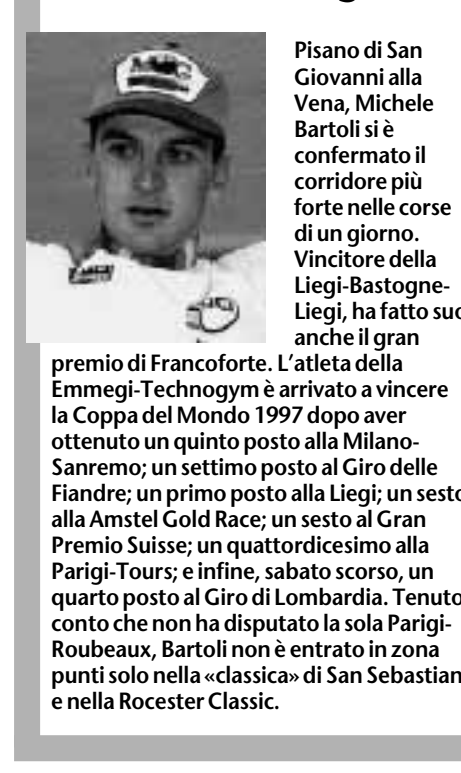 MG
Pisano di San
Giovanni alla
Vena, Michele
Bartoli si è
confermato il
corridore più
forte nelle corse
di un giorno.
Vincitore della
Liegi-Bastogne-
Liegi, ha fatto suo
anche il gran
premio di Francoforte. L'atleta della
Emmegi-Technogym è arrivato a vincere
la Coppa del Mondo 1997 dopo aver
ottenuto un quinto posto alla Milano-
Sanremo; un settimo posto al Giro delle
Fiandre; un primo posto alla Liegi; un sesto
alla Amstel Gold Race; un sesto al Gran
Premio Suisse; un quattordicesimo alla
Parigi-Tours; e infine, sabato scorso, un
quarto posto al Giro di Lombardia. Tenuto
conto che non ha disputato la sola Parigi-
Roubeaux, Bartoli non è entrato in zona
punti solo nella «classica» di San Sebastian
e nella Rocester Classic.